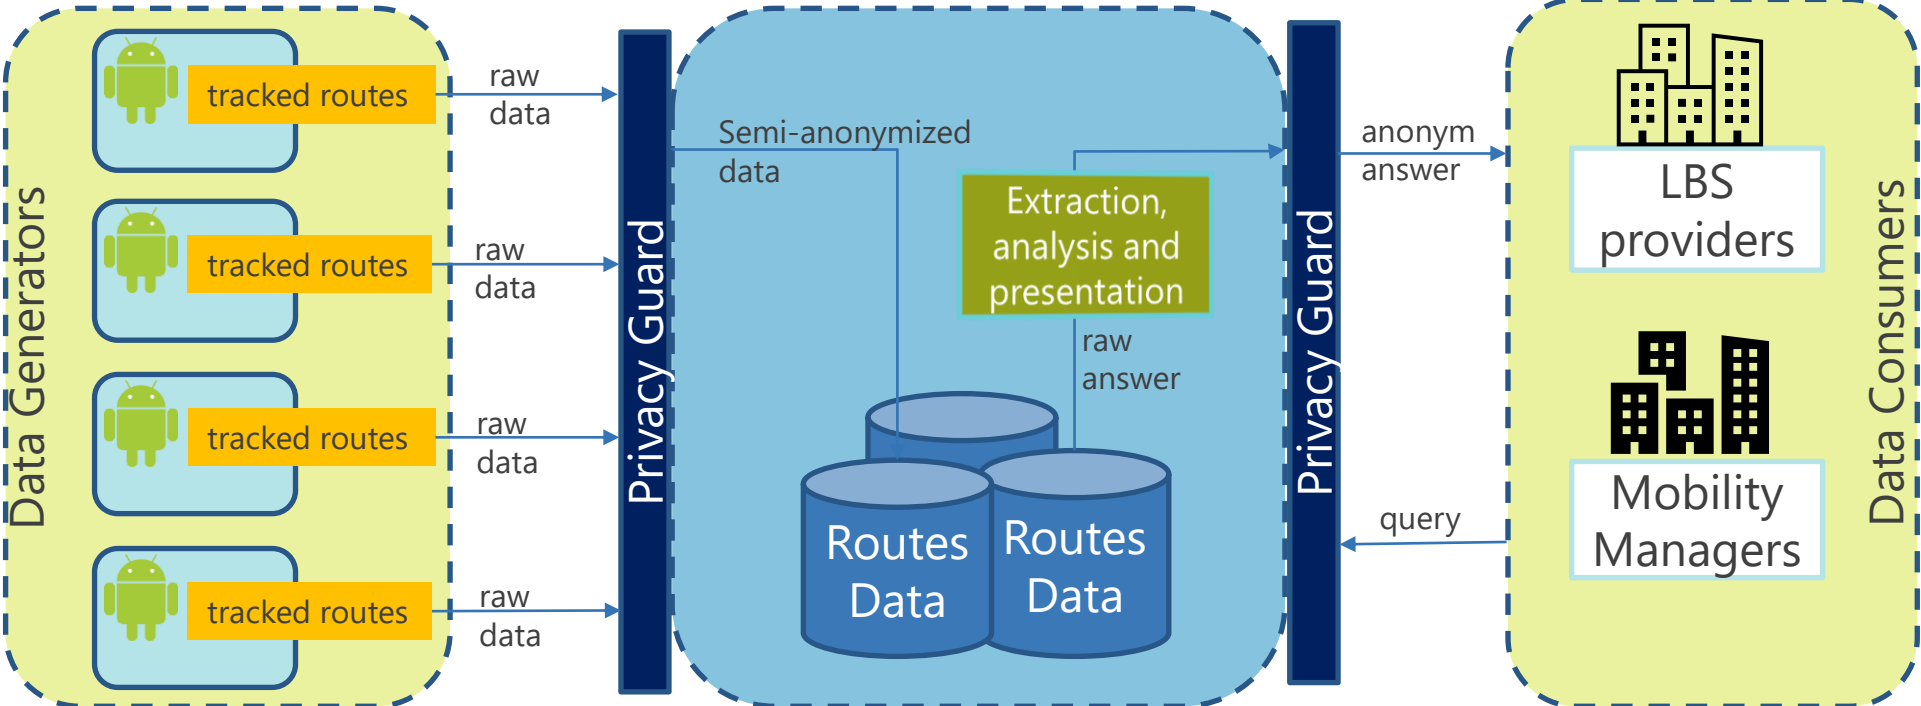 Data Generators
tracked routes
tracked routes
tracked routes
tracked routes
raw
data
raw
data
raw
data
raw
data
Privacy Guard
Semi-anonymized
data
Extraction,
analysis and
presentation
raw
answer
Routes
Data
Routes
Data
Privacy Guard
anonym
answer
query
LBS
providers
Mobility
Managers
Data Consumers